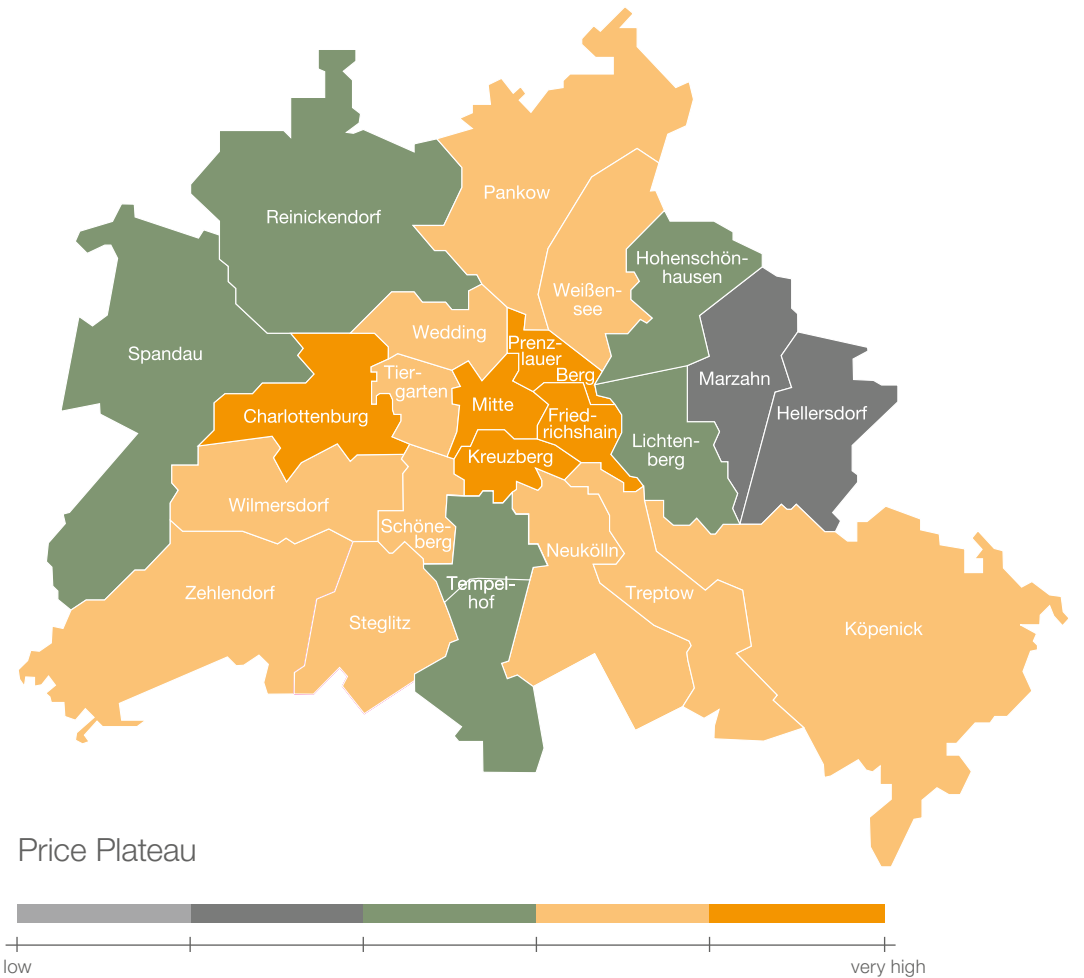 Pankow
Reinickendorf
Hohenschön-
hausen
Weißen-
see
Wedding
Prenz-
lauer
Berg
Spandau
Tier-
garten
Marzahn
Mitte
Charlottenburg
Fried-
richshain
Hellersdorf
Lichten-
berg
Kreuzberg
Wilmersdorf
Schöne-
berg
Neukölln
Tempel-
hof
Zehlendorf
Treptow
Steglitz
Köpenick
Price Plateau
low
very high